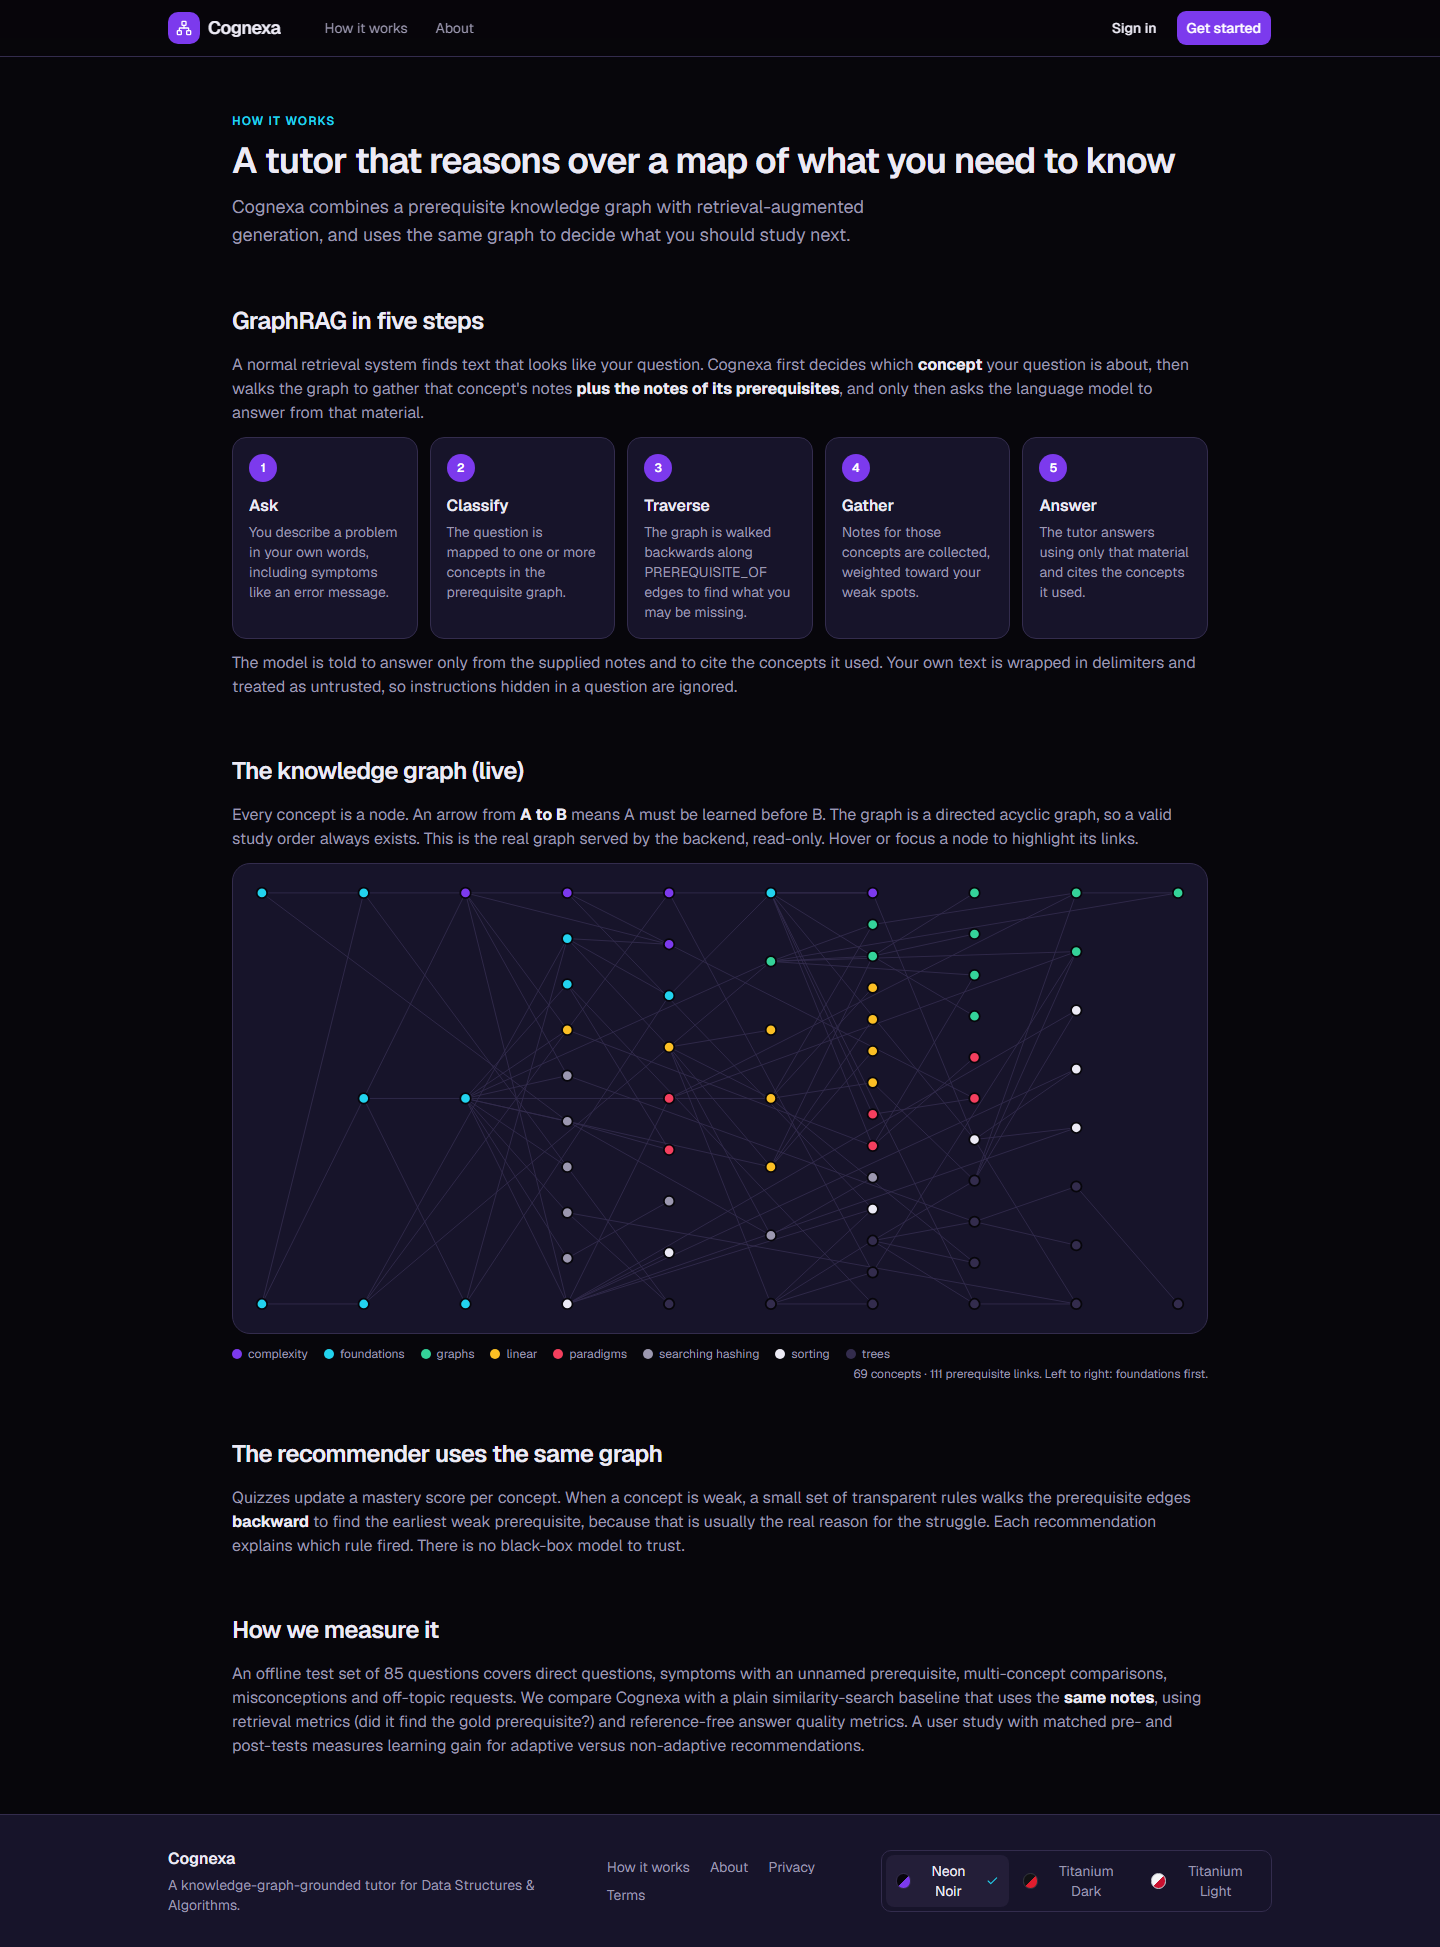 Cognexa
How it works
About
Sign in
Get started
HOW IT WORKS
A tutor that reasons over a map of what you need to know
Cognexa combines a prerequisite knowledge graph with retrieval-augmented
generation, and uses the same graph to decide what you should study next.
GraphRAG in five steps
A normal retrieval system finds text that looks like your question. Cognexa first decides which concept your question is about, then
walks the graph to gather that concept's notes plus the notes of its prerequisites, and only then asks the language model to
answer from that material.
1
Ask
You describe a problem
in your own words,
including symptoms
like an error message.
2
Classify
The question is
mapped to one or more
concepts in the
prerequisite graph.
3
Traverse
The graph is walked
backwards along
PREREQUISITE_OF
edges to find what you
may be missing.
4
Gather
Notes for those
concepts are collected,
weighted toward your
weak spots.
5
Answer
The tutor answers
using only that material
and cites the concepts
it used.
The model is told to answer only from the supplied notes and to cite the concepts it used. Your own text is wrapped in delimiters and
treated as untrusted, so instructions hidden in a question are ignored.
The knowledge graph (live)
Every concept is a node. An arrow from A to B means A must be learned before B. The graph is a directed acyclic graph, so a valid
study order always exists. This is the real graph served by the backend, read-only. Hover or focus a node to highlight its links.
complexity
foundations
graphs
linear
paradigms
searching hashing
sorting
trees
69 concepts · 111 prerequisite links. Left to right: foundations first.
The recommender uses the same graph
Quizzes update a mastery score per concept. When a concept is weak, a small set of transparent rules walks the prerequisite edges
backward to find the earliest weak prerequisite, because that is usually the real reason for the struggle. Each recommendation
explains which rule fired. There is no black-box model to trust.
How we measure it
An offline test set of 85 questions covers direct questions, symptoms with an unnamed prerequisite, multi-concept comparisons,
misconceptions and off-topic requests. We compare Cognexa with a plain similarity-search baseline that uses the same notes, using
retrieval metrics (did it find the gold prerequisite?) and reference-free answer quality metrics. A user study with matched pre- and
post-tests measures learning gain for adaptive versus non-adaptive recommendations.
Cognexa
A knowledge-graph-grounded tutor for Data Structures &
Algorithms.
How it works
About
Privacy
Terms
Neon
Noir
Titanium
Dark
Titanium
Light